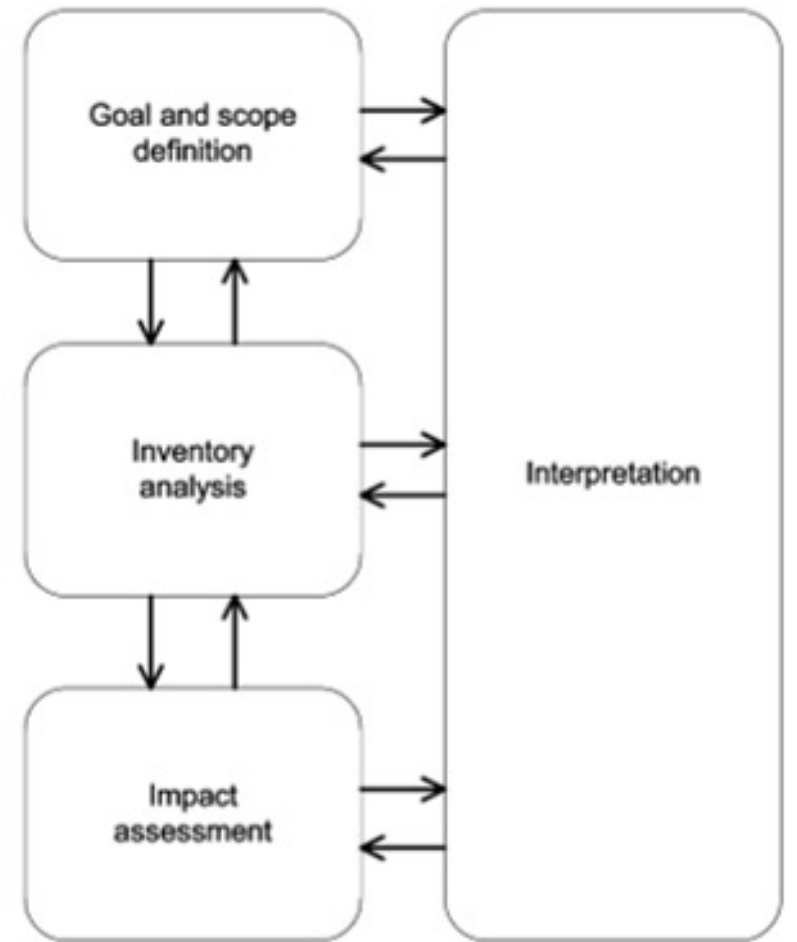 Goal and scope
definition
Inventory
analysis
Interpretation
Impact
assessment